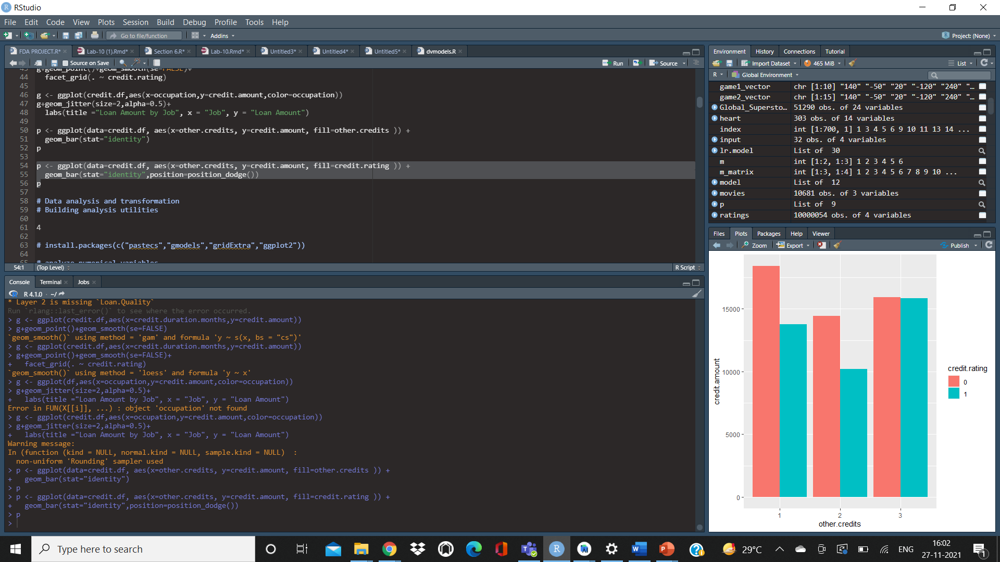 RStudio
File Edit Code View Plots Session Build Debug Profile Tools Help
Go to file/function Addins Project: (None)
FDA PROJECT.R* Lab-10 (1).Rmd* Section 6.R* Lab-10.Rmd* Untitled3* Untitled4* Untitled5* dvmodels.R
Source on Save Run Source
43 g+geom_point()+geom_smooth(se=FALSE)+
44 facet_grid(. ~ credit.rating)
45
46 g <- ggplot(credit.df,aes(x=occupation,y=credit.amount,color=occupation))
47 g+geom_jitter(size=2,alpha=0.5)+
48 labs(title ="Loan Amount by Job", x = "Job", y = "Loan Amount")
49
50 p <- ggplot(data=credit.df, aes(x=other.credits, y=credit.amount, fill=other.credits )) +
51 geom_bar(stat="identity")
52 p
53
54 p <- ggplot(data=credit.df, aes(x=other.credits, y=credit.amount, fill=credit.rating )) +
55 geom_bar(stat="identity",position=position_dodge())
56 p
57
58 # Data analysis and transformation
59 # Building analysis utilities
60
61 4
62
63 # install.packages(c("pastecs","gmodels","gridExtra","ggplot2"))
64
65 # analyze numerical variables
54:1 (Top Level) R Script
Console Terminal Jobs
R 4.1.0 · ~/
* Layer 2 is missing `Loan.Quality`
Run `rlang::last_error()` to see where the error occurred.
> g <- ggplot(credit.df,aes(x=credit.duration.months,y=credit.amount))
> g+geom_point()+geom_smooth(se=FALSE)
`geom_smooth()` using method = 'gam' and formula 'y ~ s(x, bs = "cs")'
> g <- ggplot(credit.df,aes(x=credit.duration.months,y=credit.amount))
> g+geom_point()+geom_smooth(se=FALSE)+
+ facet_grid(. ~ credit.rating)
`geom_smooth()` using method = 'loess' and formula 'y ~ x'
> g <- ggplot(df,aes(x=occupation,y=credit.amount,color=occupation))
> g+geom_jitter(size=2,alpha=0.5)+
+ labs(title ="Loan Amount by Job", x = "Job", y = "Loan Amount")
Error in FUN(X[[i]], ...) : object 'occupation' not found
> g <- ggplot(credit.df,aes(x=occupation,y=credit.amount,color=occupation))
> g+geom_jitter(size=2,alpha=0.5)+
+ labs(title ="Loan Amount by Job", x = "Job", y = "Loan Amount")
Warning message:
In (function (kind = NULL, normal.kind = NULL, sample.kind = NULL) :
non-uniform 'Rounding' sampler used
> p <- ggplot(data=credit.df, aes(x=other.credits, y=credit.amount, fill=other.credits )) +
+ geom_bar(stat="identity")
> p
> p <- ggplot(data=credit.df, aes(x=other.credits, y=credit.amount, fill=credit.rating )) +
+ geom_bar(stat="identity",position=position_dodge())
> p
>
Environment History Connections Tutorial
Import Dataset 465 MiB List
R Global Environment
game1_vector chr [1:10] "140" "-50" "20" "-120" "240" "…
game2_vector chr [1:15] "140" "-50" "20" "-120" "240" "…
Global_Supersto… 51290 obs. of 24 variables
heart 303 obs. of 14 variables
index int [1:700, 1] 1 3 4 5 6 9 10 11 13 14 ...
input 32 obs. of 4 variables
lr.model List of 30
m int [1:2, 1:3] 1 2 3 4 5 6
m_matrix int [1:3, 1:4] 1 2 3 4 5 6 7 8 9 10 ...
model List of 12
movies 10681 obs. of 3 variables
p List of 9
ratings 10000054 obs. of 4 variables
Files Plots Packages Help Viewer
Zoom Export Publish
15000
10000
5000
0
credit.amount
1 2 3
other.credits
credit.rating
0
1
Type here to search
29°C ENG 16:02
27-11-2021
1